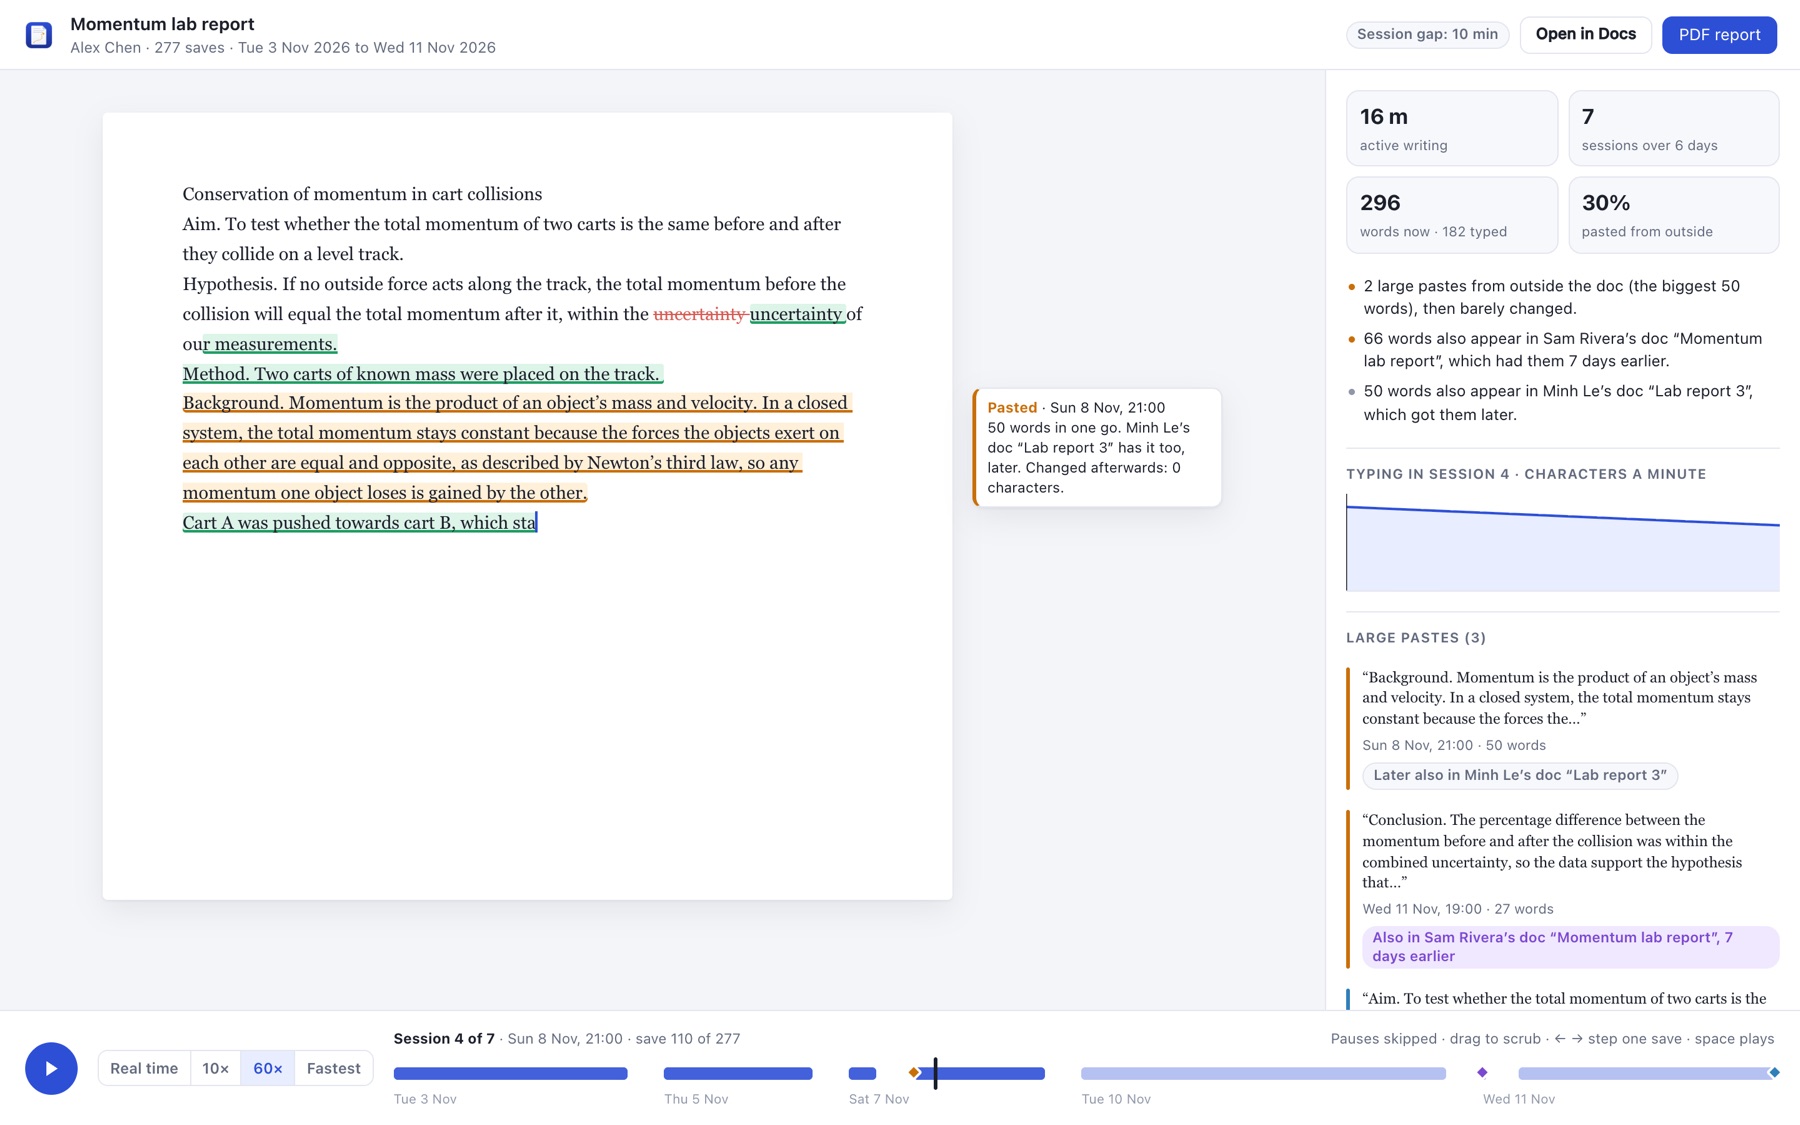 Momentum lab report
Alex Chen · 277 saves · Tue 3 Nov 2026 to Wed 11 Nov 2026
Session gap: 10 min
Open in Docs
PDF report
Conservation of momentum in cart collisions
Aim. To test whether the total momentum of two carts is the same before and after
they collide on a level track.
Hypothesis. If no outside force acts along the track, the total momentum before the
collision will equal the total momentum after it, within the uncertainty uncertainty of
our measurements.
Method. Two carts of known mass were placed on the track.
Background. Momentum is the product of an object’s mass and velocity. In a closed
system, the total momentum stays constant because the forces the objects exert on
each other are equal and opposite, as described by Newton’s third law, so any
momentum one object loses is gained by the other.
Cart A was pushed towards cart B, which sta
Pasted · Sun 8 Nov, 21:00
50 words in one go. Minh Le’s
doc “Lab report 3” has it too,
later. Changed afterwards: 0
characters.
16 m
active writing
7
sessions over 6 days
296
words now · 182 typed
30%
pasted from outside
2 large pastes from outside the doc (the biggest 50
words), then barely changed.
66 words also appear in Sam Rivera’s doc “Momentum
lab report”, which had them 7 days earlier.
50 words also appear in Minh Le’s doc “Lab report 3”,
which got them later.
TYPING IN SESSION 4 · CHARACTERS A MINUTE
LARGE PASTES (3)
“Background. Momentum is the product of an object’s mass
and velocity. In a closed system, the total momentum stays
constant because the forces the…”
Sun 8 Nov, 21:00 · 50 words
Later also in Minh Le’s doc “Lab report 3”
“Conclusion. The percentage difference between the
momentum before and after the collision was within the
combined uncertainty, so the data support the hypothesis
that…”
Wed 11 Nov, 19:00 · 27 words
Also in Sam Rivera’s doc “Momentum lab report”, 7
days earlier
“Aim. To test whether the total momentum of two carts is the
Session 4 of 7 · Sun 8 Nov, 21:00 · save 110 of 277
Pauses skipped · drag to scrub · ← → step one save · space plays
Real time
10×
60×
Fastest
Tue 3 Nov
Thu 5 Nov
Sat 7 Nov
Tue 10 Nov
Wed 11 Nov